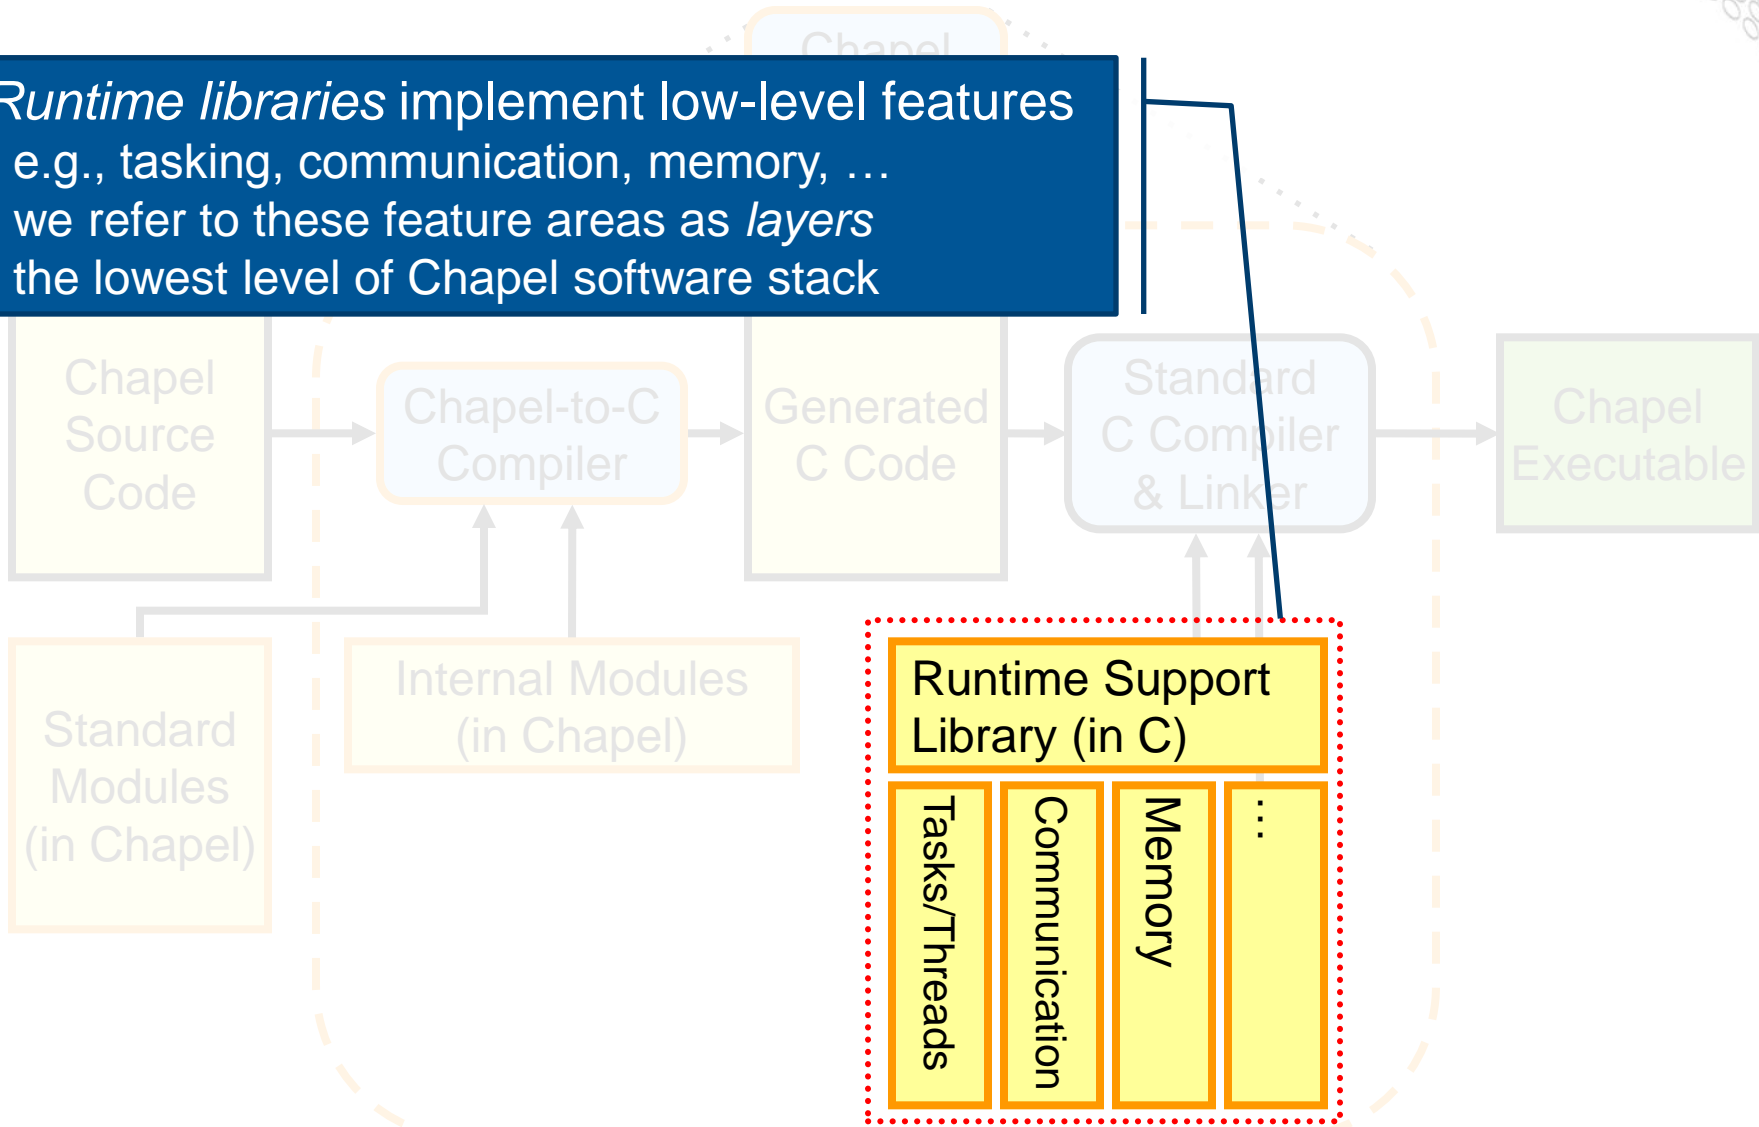 Chapel
Runtime libraries implement low-level features
e.g., tasking, communication, memory, …
we refer to these feature areas as layers
the lowest level of Chapel software stack
Chapel
Source
Code
Chapel-to-C
Compiler
Generated
C Code
Standard
C Compiler
& Linker
Chapel
Executable
Standard
Modules
(in Chapel)
Internal Modules
(in Chapel)
Runtime Support
Library (in C)
Tasks/Threads
Communication
Memory
…